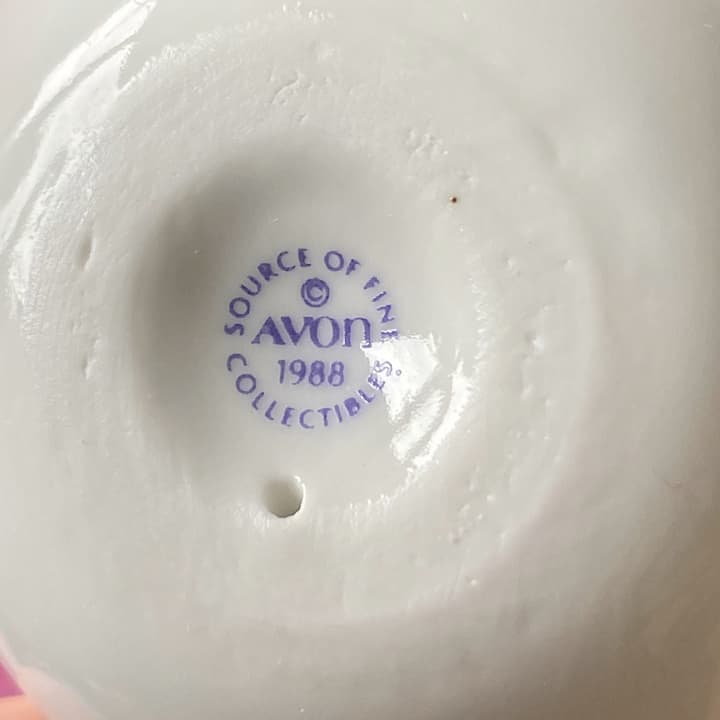 SOURCE OF FINE
©
AVON
1988
COLLECTIBLES.